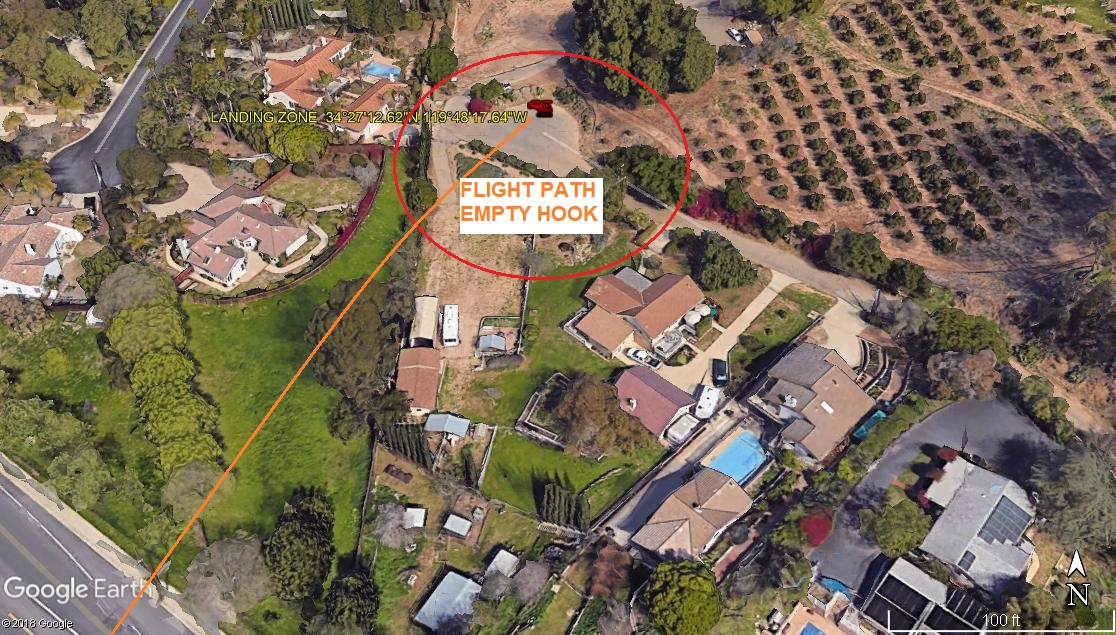 LANDING ZONE  34°27'12.62"N 119°48'17.64"W
FLIGHT PATH
EMPTY HOOK
Google Earth
©2018 Google
N
100 ft